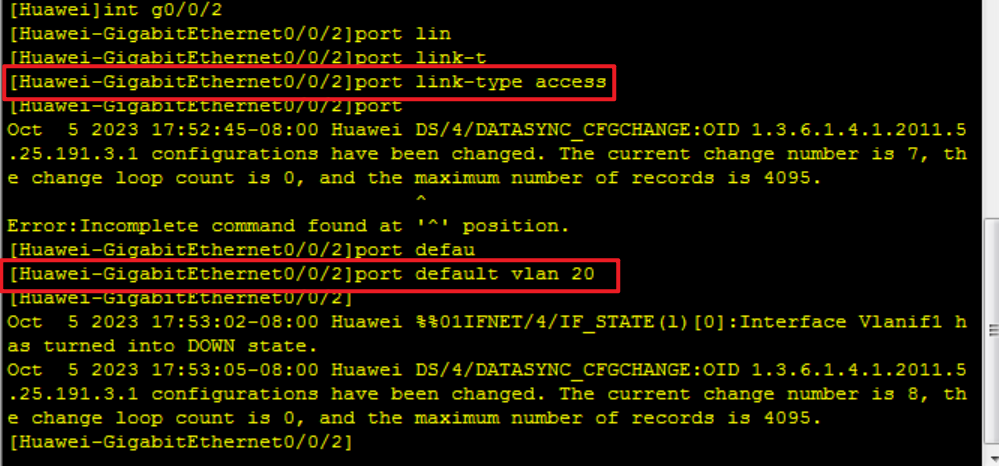 [Huawei]int g0/0/2
[Huawei-GigabitEthernet0/0/2]port lin
[Huawei-GigabitEthernet0/0/2]port link-t
[Huawei-GigabitEthernet0/0/2]port link-type access
[Huawei-GigabitEthernet0/0/2]port
Oct  5 2023 17:52:45-08:00 Huawei DS/4/DATASYNC_CFGCHANGE:OID 1.3.6.1.4.1.2011.5
.25.191.3.1 configurations have been changed. The current change number is 7, th
e change loop count is 0, and the maximum number of records is 4095.
^
Error:Incomplete command found at '^' position.
[Huawei-GigabitEthernet0/0/2]port defau
[Huawei-GigabitEthernet0/0/2]port default vlan 20
[Huawei-GigabitEthernet0/0/2]
Oct  5 2023 17:53:02-08:00 Huawei %%01IFNET/4/IF_STATE(l)[0]:Interface Vlanif1 h
as turned into DOWN state.
Oct  5 2023 17:53:05-08:00 Huawei DS/4/DATASYNC_CFGCHANGE:OID 1.3.6.1.4.1.2011.5
.25.191.3.1 configurations have been changed. The current change number is 8, th
e change loop count is 0, and the maximum number of records is 4095.
[Huawei-GigabitEthernet0/0/2]